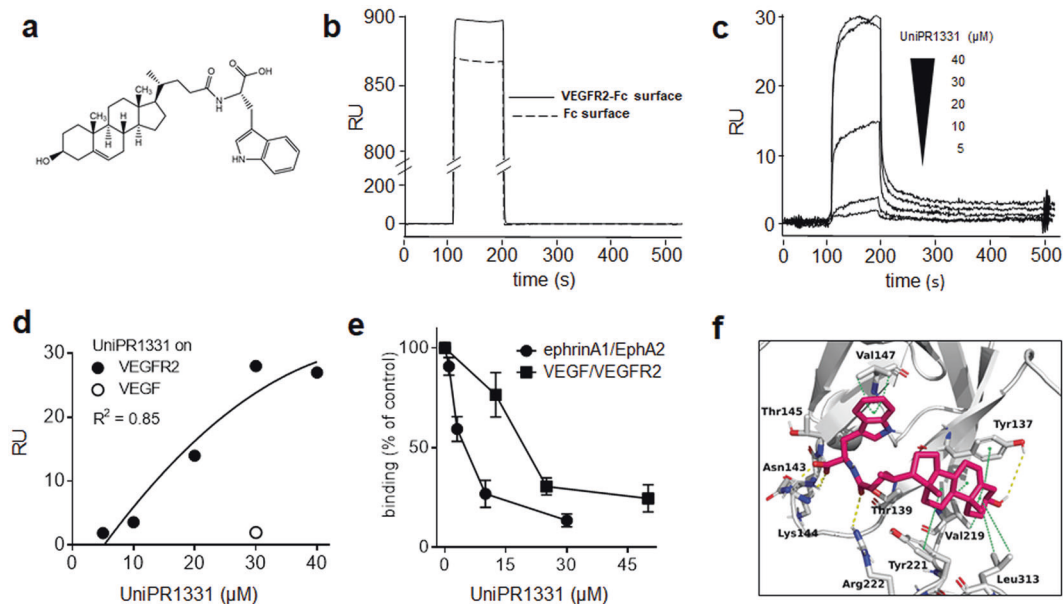 a
CH₃
CH₃
CH₃
O
O
OH
N
H
NH
H
H
H
HO
b
900
850
800
200
0
RU
VEGFR2-Fc surface
Fc surface
0 100 200 300 400 500
time (s)
c
30
20
10
0
RU
UniPR1331 (µM)
40
30
20
10
5
0 100 200 300 400 500
time (s)
d
UniPR1331 on
VEGFR2
VEGF
R² = 0.85
30
20
10
0
RU
0 10 20 30 40
UniPR1331 (µM)
e
ephrinA1/EphA2
VEGF/VEGFR2
100
50
0
binding (% of control)
0 15 30 45
UniPR1331 (µM)
f
Val147
Thr145
Tyr137
Asn143
Thr139
Lys144
Val219
Tyr221
Arg222
Leu313